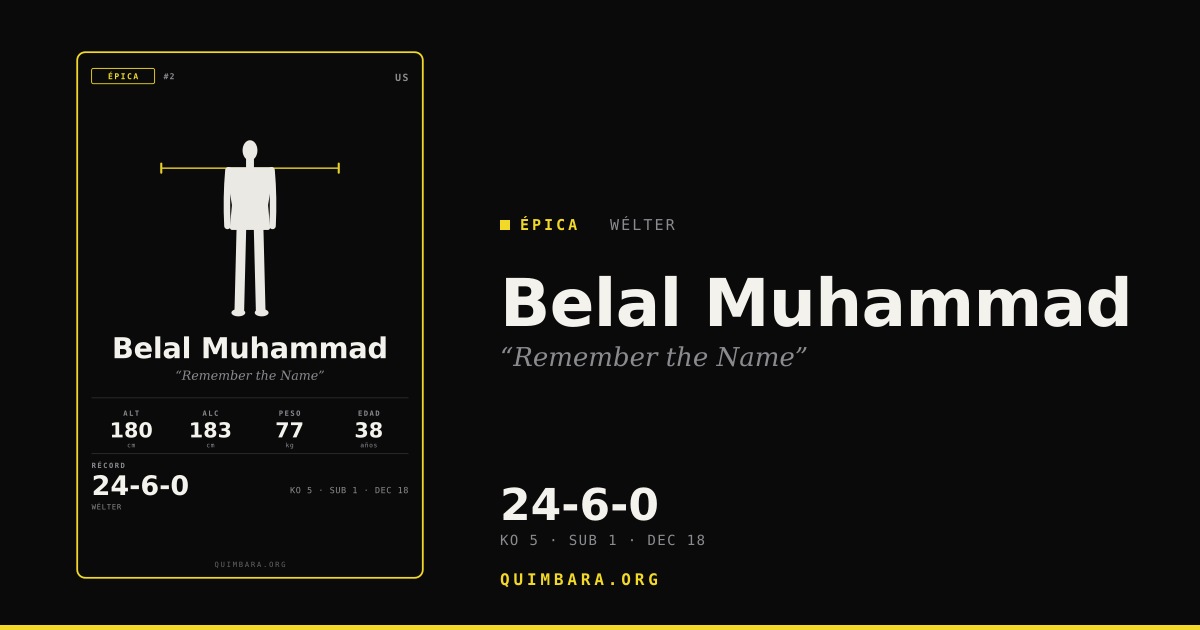 ÉPICA #2 US
Belal Muhammad
“Remember the Name”
ALT ALC PESO EDAD
180 183 77 38
cm cm kg años
RÉCORD
24-6-0 KO 5 · SUB 1 · DEC 18
WÉLTER
QUIMBARA.ORG
ÉPICA WÉLTER
Belal Muhammad
“Remember the Name”
24-6-0
KO 5 · SUB 1 · DEC 18
QUIMBARA.ORG